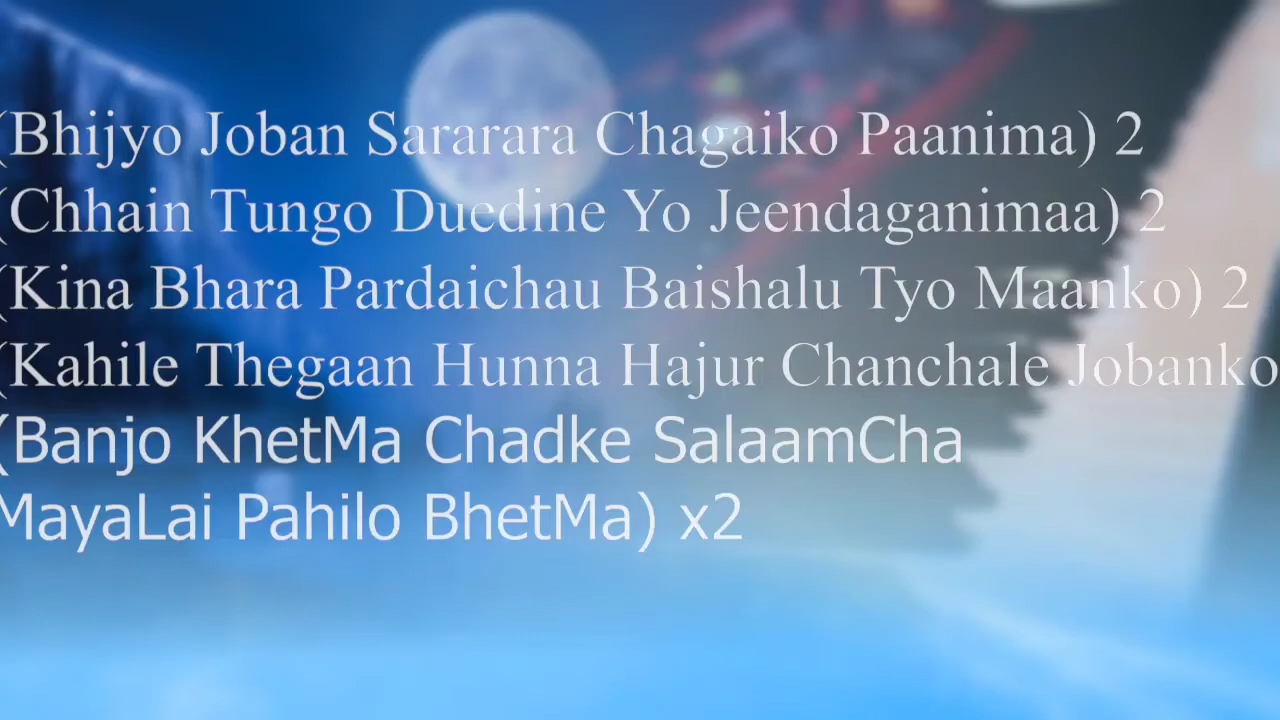 (Bhijyo Joban Sararara Chagaiko Paanima) 2
(Chhain Tungo Duedine Yo Jeendaganimaa) 2
(Kina Bhara Pardaichau Baishalu Tyo Maanko) 2
(Kahile Thegaan Hunna Hajur Chanchale Jobanko
(Banjo KhetMa Chadke SalaamCha
MayaLai Pahilo BhetMa) x2